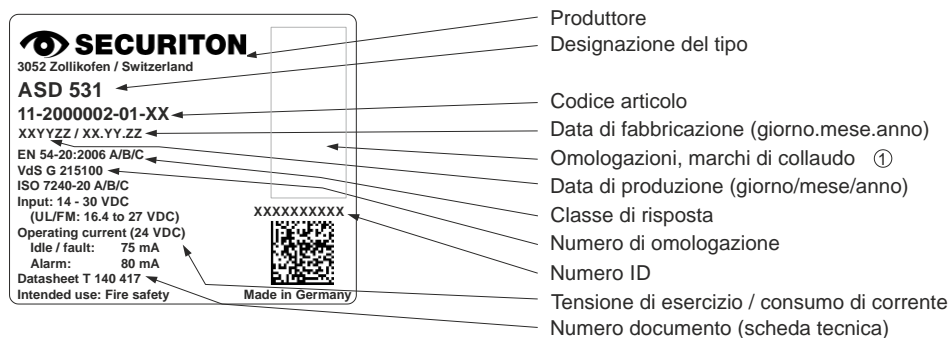 SECURITON
3052 Zollikofen / Switzerland
ASD 531
11-2000002-01-XX
XXYYZZ / XX.YY.ZZ
EN 54-20:2006 A/B/C
VdS G 215100
ISO 7240-20 A/B/C
Input: 14 - 30 VDC
(UL/FM: 16.4 to 27 VDC)
Operating current (24 VDC)
Idle / fault: 75 mA
Alarm: 80 mA
Datasheet T 140 417
Intended use: Fire safety
XXXXXXXXXX
Made in Germany
Produttore
Designazione del tipo
Codice articolo
Data di fabbricazione (giorno.mese.anno)
Omologazioni, marchi di collaudo ①
Data di produzione (giorno/mese/anno)
Classe di risposta
Numero di omologazione
Numero ID
Tensione di esercizio / consumo di corrente
Numero documento (scheda tecnica)